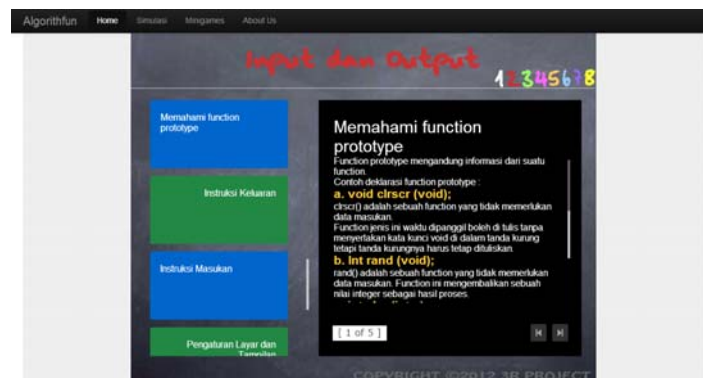 Algorithfun Home Simulasi Minigames About Us
Input dan Output
12345678
Memahami function
prototype
Instruksi Keluaran
Instruksi Masukan
Pengaturan Layar dan
Tampilan
Memahami function
prototype
Function prototype mengandung informasi dari suatu
function.
Contoh deklarasi function prototype :
a. void clrscr (void);
clrscr() adalah sebuah function yang tidak memerlukan
data masukan.
Function jenis ini waktu dipanggil boleh di tulis tanpa
menyertakan kata kunci void di dalam tanda kurung
tetapi tanda kurungnya harus tetap dituliskan.
b. Int rand (void);
rand() adalah sebuah function yang tidak memerlukan
data masukan. Function ini mengembalikan sebuah
nilai integer sebagai hasil proses.
[ 1 of 5 ]
COPYRIGHT ©2012 3R PROJECT